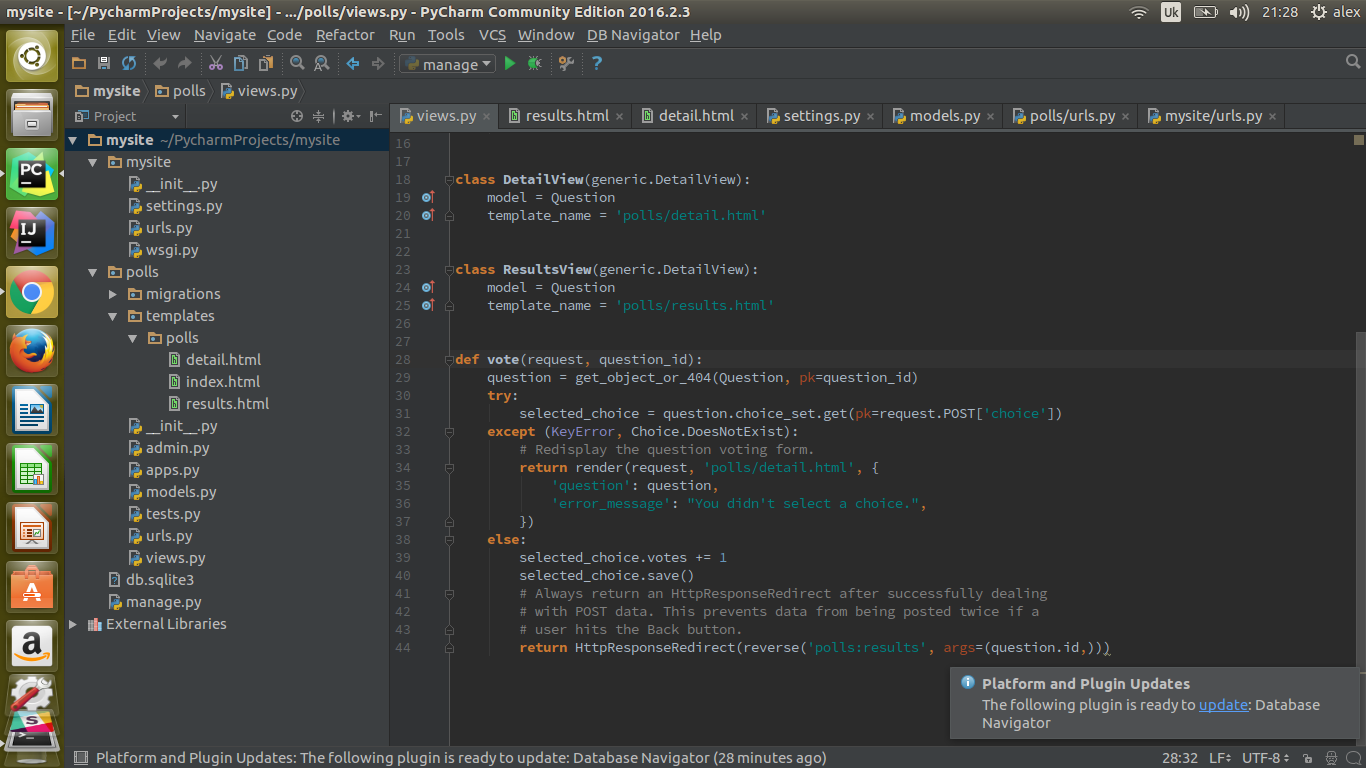 mysite - [~/PycharmProjects/mysite] - .../polls/views.py - PyCharm Community Edition 2016.2.3
Uk
21:28
alex
File Edit View Navigate Code Refactor Run Tools VCS Window DB Navigator Help
manage
mysite polls views.py
Project
views.py results.html detail.html settings.py models.py polls/urls.py mysite/urls.py
mysite ~/PycharmProjects/mysite
mysite
__init__.py
settings.py
urls.py
wsgi.py
polls
migrations
templates
polls
detail.html
index.html
results.html
__init__.py
admin.py
apps.py
models.py
tests.py
urls.py
views.py
db.sqlite3
manage.py
External Libraries
PC
IJ
16
17
18 class DetailView(generic.DetailView):
19 model = Question
20 template_name = 'polls/detail.html'
21
22
23 class ResultsView(generic.DetailView):
24 model = Question
25 template_name = 'polls/results.html'
26
27
28 def vote(request, question_id):
29 question = get_object_or_404(Question, pk=question_id)
30 try:
31 selected_choice = question.choice_set.get(pk=request.POST['choice'])
32 except (KeyError, Choice.DoesNotExist):
33 # Redisplay the question voting form.
34 return render(request, 'polls/detail.html', {
35 'question': question,
36 'error_message': "You didn't select a choice.",
37 })
38 else:
39 selected_choice.votes += 1
40 selected_choice.save()
41 # Always return an HttpResponseRedirect after successfully dealing
42 # with POST data. This prevents data from being posted twice if a
43 # user hits the Back button.
44 return HttpResponseRedirect(reverse('polls:results', args=(question.id,)))
Platform and Plugin Updates
The following plugin is ready to update: Database
Navigator
Platform and Plugin Updates: The following plugin is ready to update: Database Navigator (28 minutes ago)
28:32 LF UTF-8